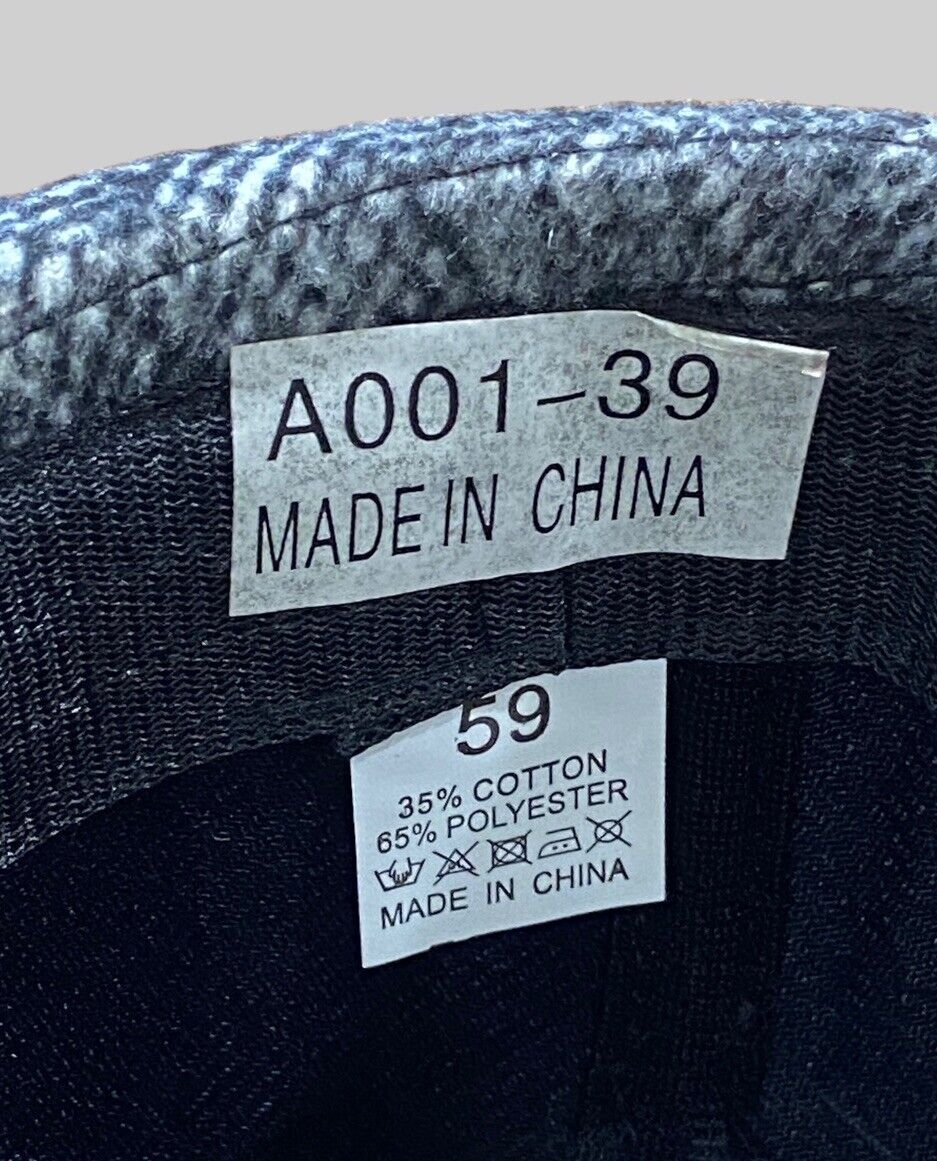 A001-39
MADE IN CHINA
59
35% COTTON
65% POLYESTER
MADE IN CHINA